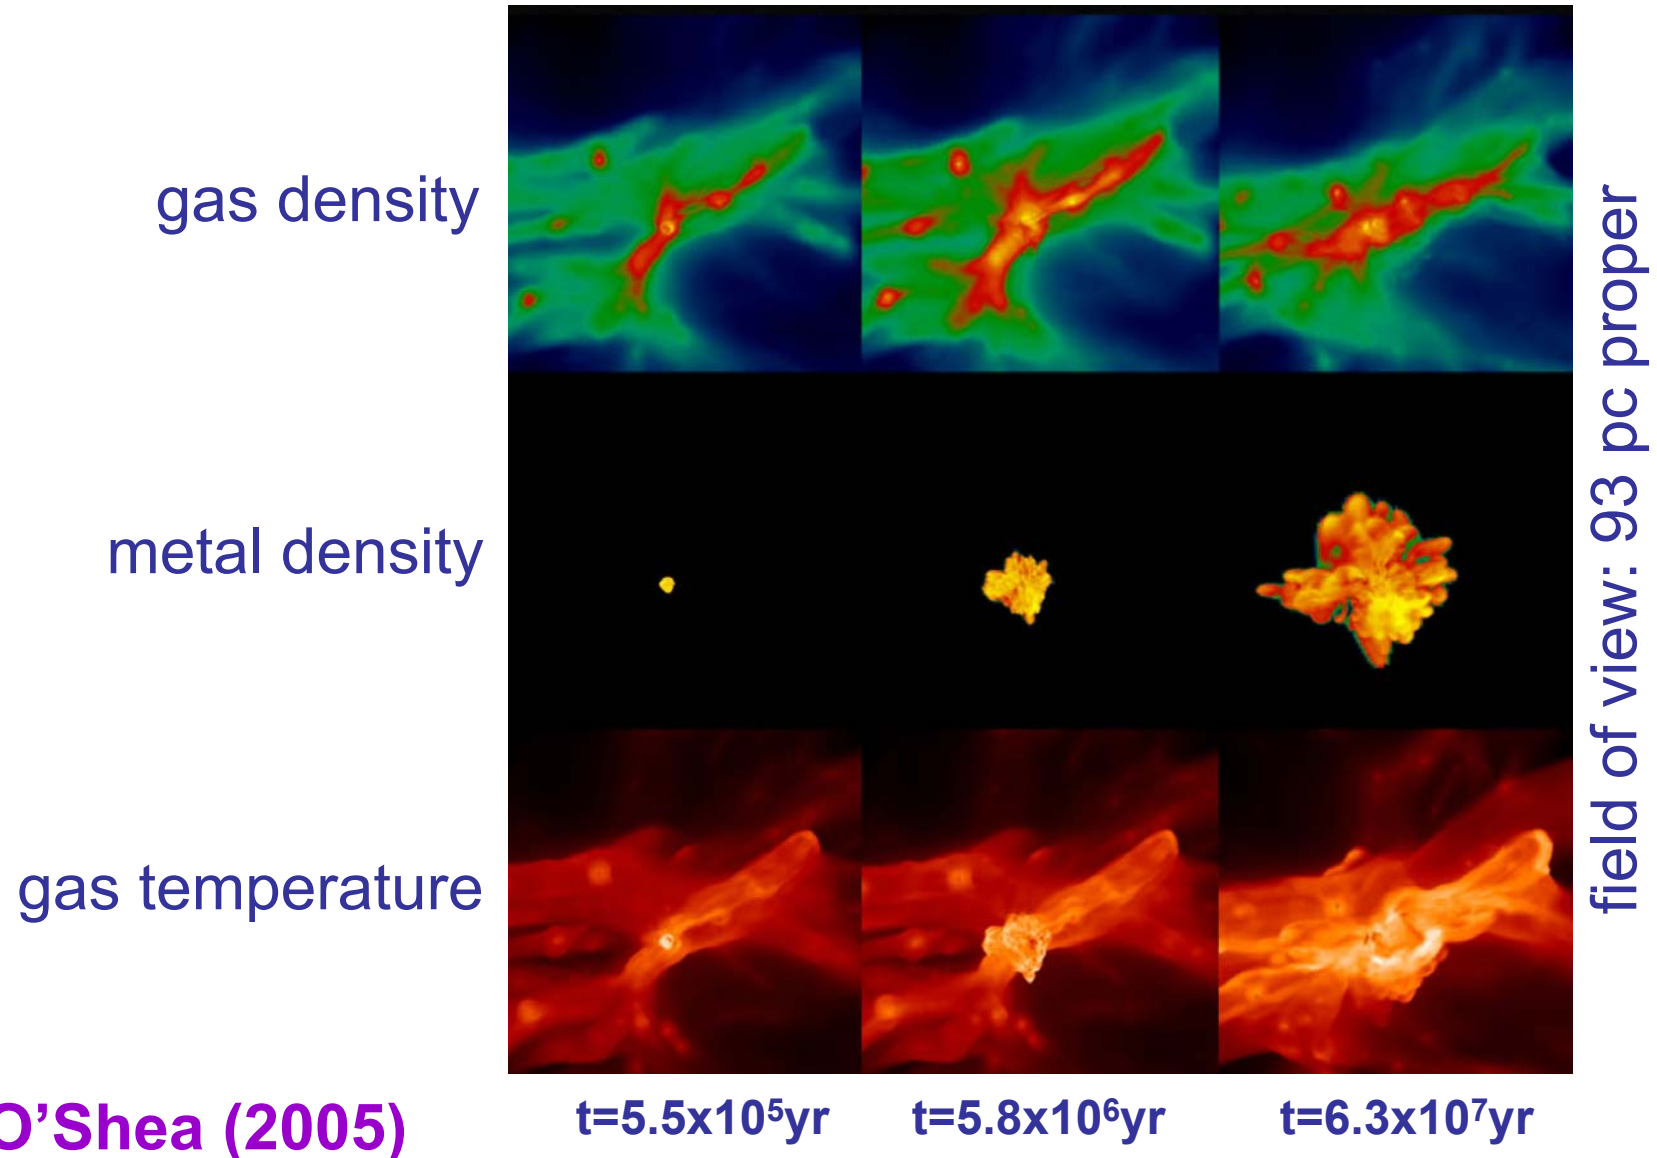 gas density
metal density
gas temperature
field of view: 93 pc proper
O’Shea (2005)
t=5.5x10⁵yr
t=5.8x10⁶yr
t=6.3x10⁷yr